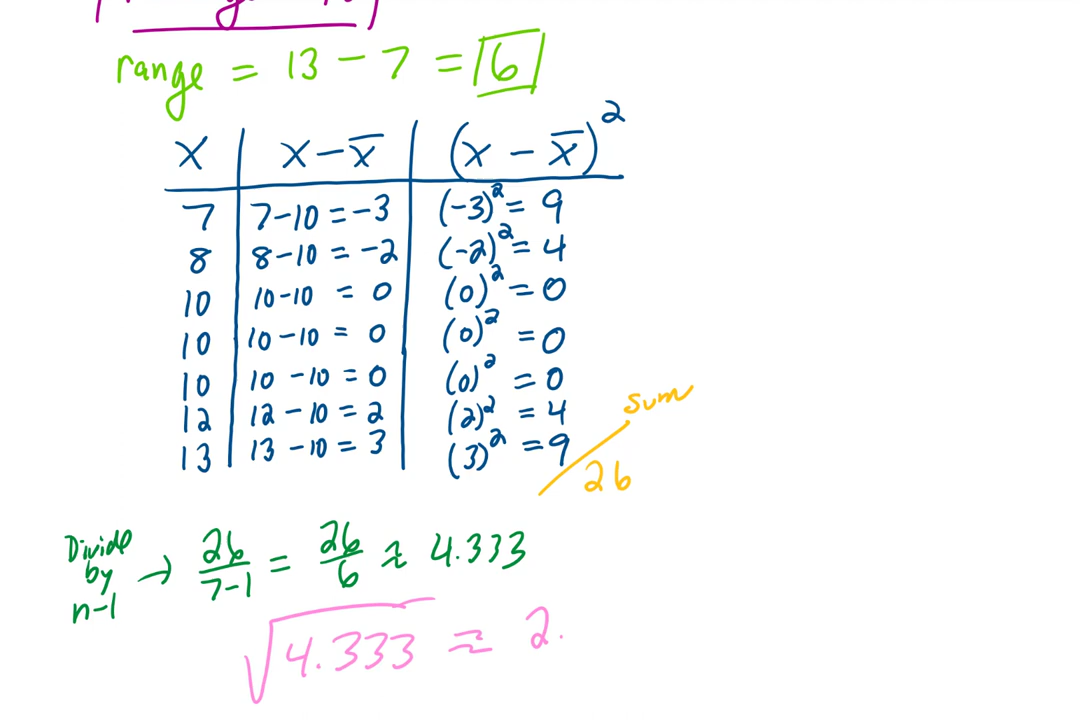 range = 13 - 7 = 6
x | x - x̄ | (x - x̄)²
7 | 7-10 = -3 | (-3)² = 9
8 | 8-10 = -2 | (-2)² = 4
10 | 10-10 = 0 | (0)² = 0
10 | 10-10 = 0 | (0)² = 0
10 | 10-10 = 0 | (0)² = 0
12 | 12-10 = 2 | (2)² = 4
13 | 13-10 = 3 | (3)² = 9
sum
26
Divide by n-1 → 26/7-1 = 26/6 ≈ 4.333
√4.333 ≈ 2.